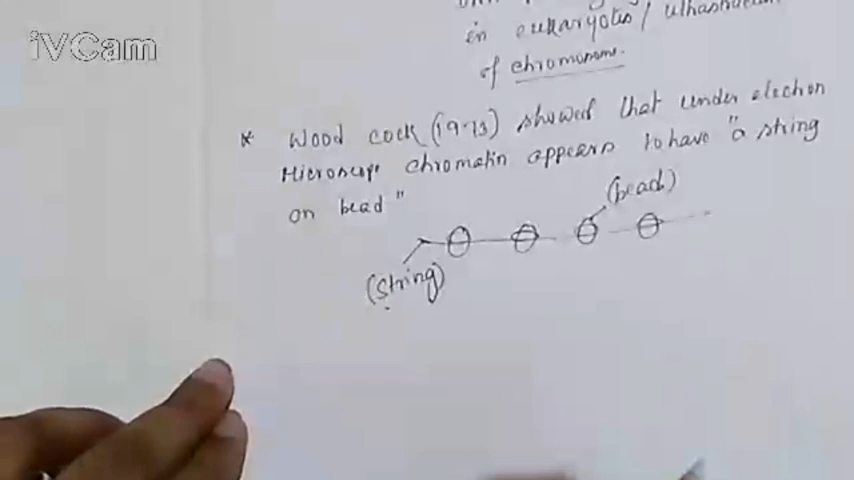 iVCam
in eukaryotes/
of chromosome.
* Wood cock (1973) showed that under electron
Microscope chromatin appears to have "a string
on bead"
(bead)
(string)